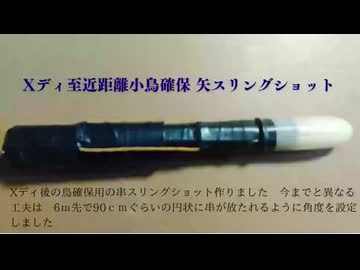 Xディ至近距離小鳥確保 矢スリングショット
Xディ後の鳥確保用の串スリングショット作りました　今までと異なる
工夫は　6ｍ先で90ｃｍぐらいの円状に串が放たれるように角度を設定
しました